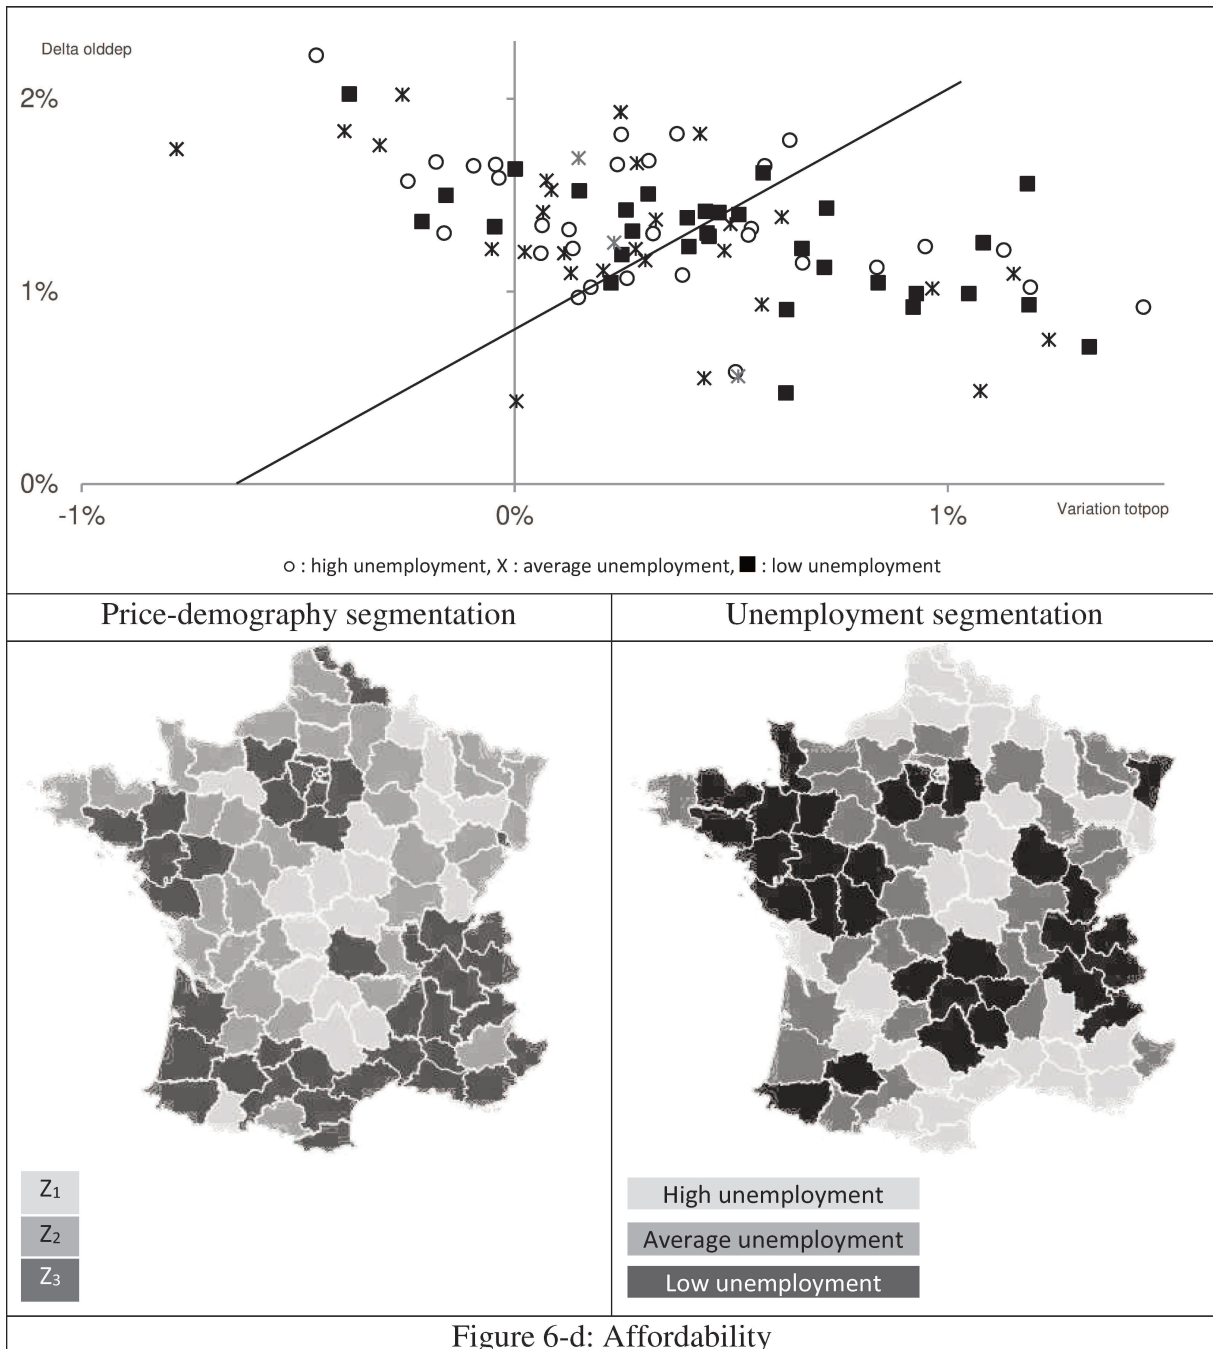 Delta olddep
2%
1%
0%
-1%
0%
1%
Variation totpop
: high unemployment, X : average unemployment, : low unemployment
Price-demography segmentation
Unemployment segmentation
Z1
Z2
Z3
High unemployment
Average unemployment
Low unemployment
Figure 6-d: Affordability